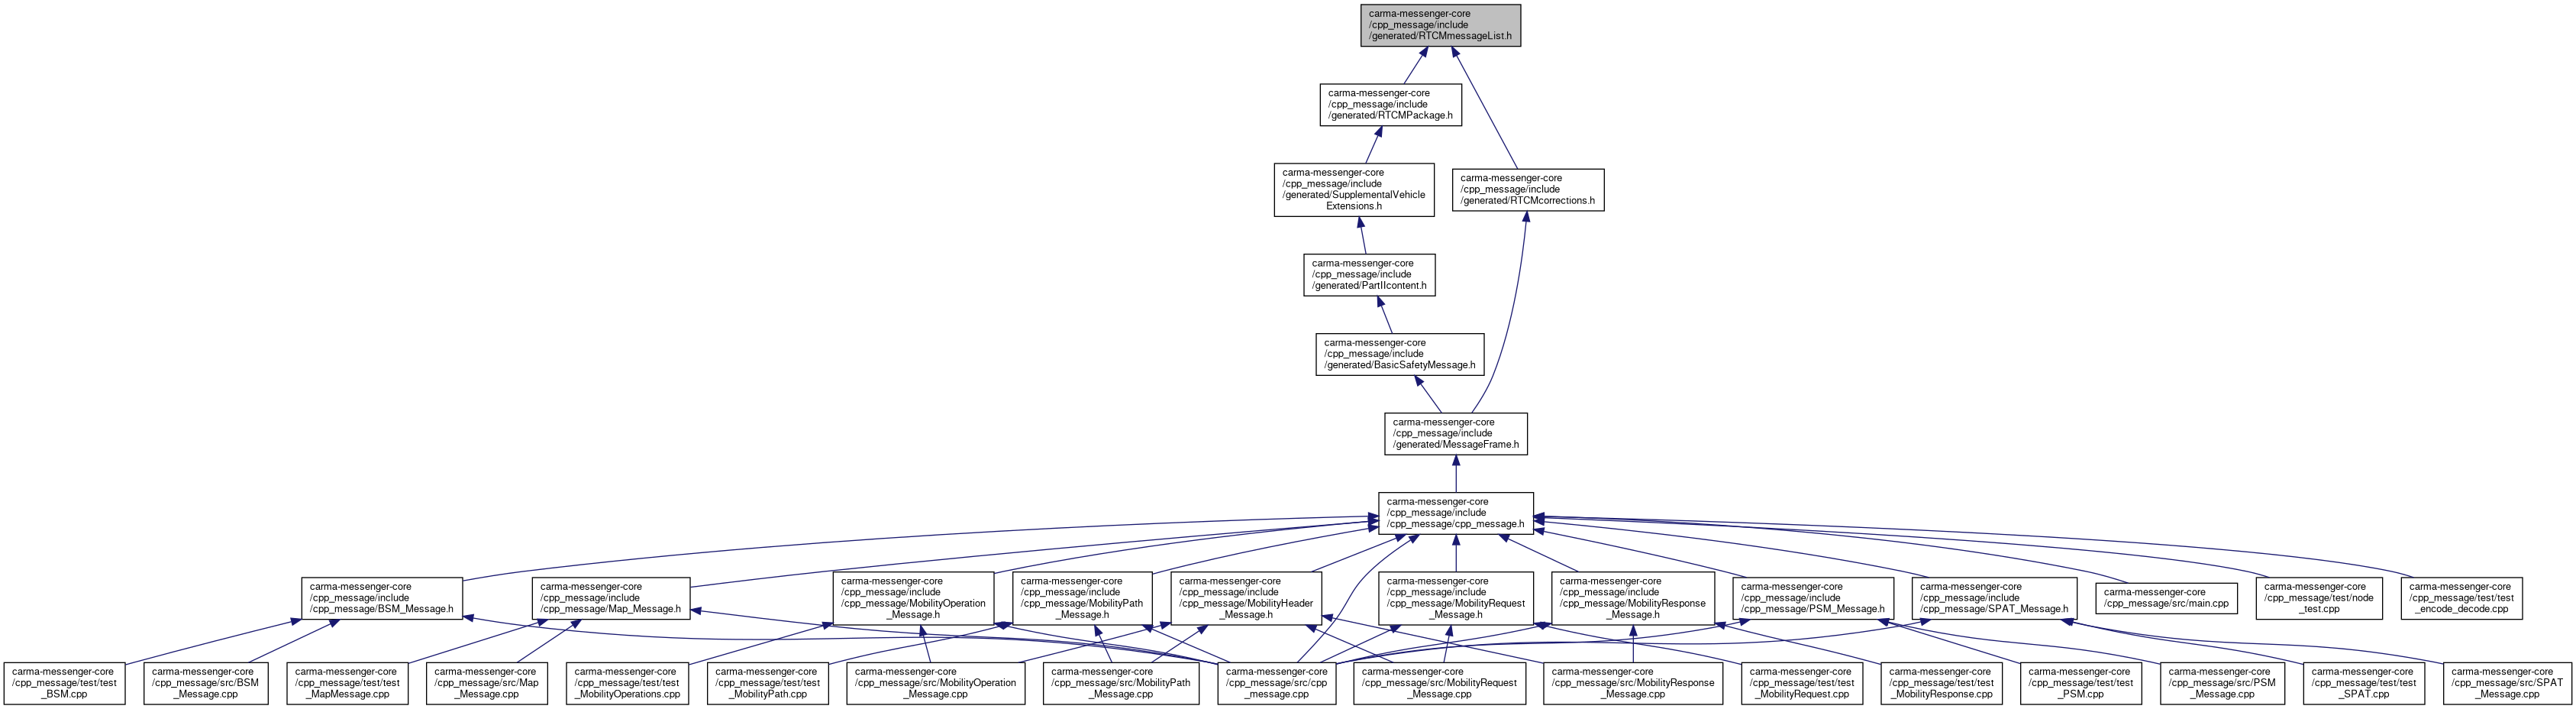 carma-messenger-core
/cpp_message/include
/generated/RTCMmessageList.h
carma-messenger-core
/cpp_message/include
/generated/RTCMPackage.h
carma-messenger-core
/cpp_message/include
/generated/SupplementalVehicle
Extensions.h
carma-messenger-core
/cpp_message/include
/generated/RTCMcorrections.h
carma-messenger-core
/cpp_message/include
/generated/PartIIcontent.h
carma-messenger-core
/cpp_message/include
/generated/BasicSafetyMessage.h
carma-messenger-core
/cpp_message/include
/generated/MessageFrame.h
carma-messenger-core
/cpp_message/include
/cpp_message/cpp_message.h
carma-messenger-core
/cpp_message/include
/cpp_message/BSM_Message.h
carma-messenger-core
/cpp_message/include
/cpp_message/Map_Message.h
carma-messenger-core
/cpp_message/include
/cpp_message/MobilityOperation
_Message.h
carma-messenger-core
/cpp_message/include
/cpp_message/MobilityPath
_Message.h
carma-messenger-core
/cpp_message/include
/cpp_message/MobilityHeader
_Message.h
carma-messenger-core
/cpp_message/include
/cpp_message/MobilityRequest
_Message.h
carma-messenger-core
/cpp_message/include
/cpp_message/MobilityResponse
_Message.h
carma-messenger-core
/cpp_message/include
/cpp_message/PSM_Message.h
carma-messenger-core
/cpp_message/include
/cpp_message/SPAT_Message.h
carma-messenger-core
/cpp_message/src/main.cpp
carma-messenger-core
/cpp_message/test/node
_test.cpp
carma-messenger-core
/cpp_message/test/test
_encode_decode.cpp
carma-messenger-core
/cpp_message/test/test
_BSM.cpp
carma-messenger-core
/cpp_message/src/BSM
_Message.cpp
carma-messenger-core
/cpp_message/test/test
_MapMessage.cpp
carma-messenger-core
/cpp_message/src/Map
_Message.cpp
carma-messenger-core
/cpp_message/test/test
_MobilityOperations.cpp
carma-messenger-core
/cpp_message/test/test
_MobilityPath.cpp
carma-messenger-core
/cpp_message/src/MobilityOperation
_Message.cpp
carma-messenger-core
/cpp_message/src/MobilityPath
_Message.cpp
carma-messenger-core
/cpp_message/src/cpp
_message.cpp
carma-messenger-core
/cpp_message/src/MobilityRequest
_Message.cpp
carma-messenger-core
/cpp_message/src/MobilityResponse
_Message.cpp
carma-messenger-core
/cpp_message/test/test
_MobilityRequest.cpp
carma-messenger-core
/cpp_message/test/test
_MobilityResponse.cpp
carma-messenger-core
/cpp_message/test/test
_PSM.cpp
carma-messenger-core
/cpp_message/src/PSM
_Message.cpp
carma-messenger-core
/cpp_message/test/test
_SPAT.cpp
carma-messenger-core
/cpp_message/src/SPAT
_Message.cpp